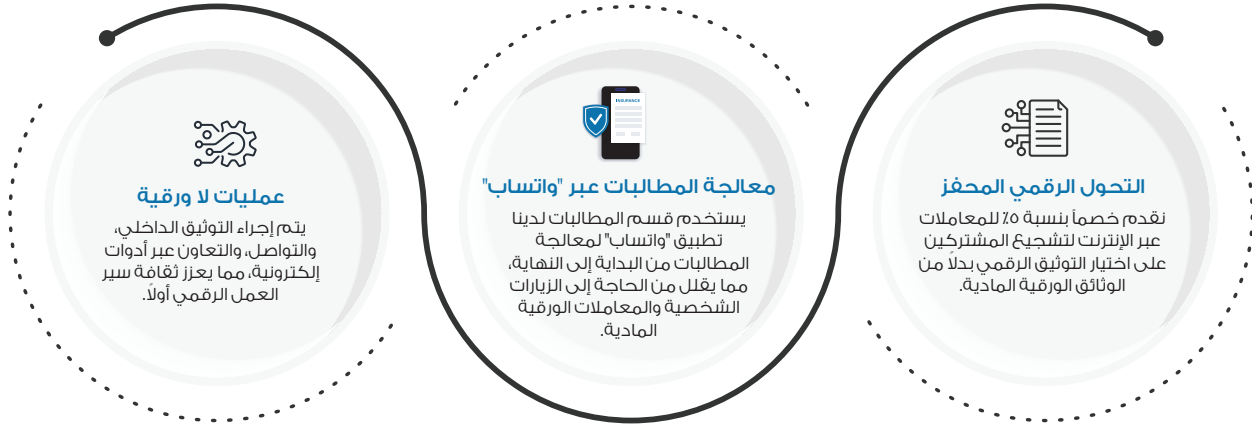 التحول الرقمي المحفز
نقدم خصماً بنسبة ٥٪ للمعاملات
عبر الإنترنت لتشجيع المشتركين
على اختيار التوثيق الرقمي بدلاً من
الوثائق الورقية المادية.
INSURANCE
معالجة المطالبات عبر "واتساب"
يستخدم قسم المطالبات لدينا
تطبيق "واتساب" لمعالجة
المطالبات من البداية إلى النهاية،
مما يقلل من الحاجة إلى الزيارات
الشخصية والمعاملات الورقية
المادية.
عمليات لا ورقية
يتم إجراء التوثيق الداخلي،
والتواصل، والتعاون عبر أدوات
إلكترونية، مما يعزز ثقافة سير
العمل الرقمي أولاً.